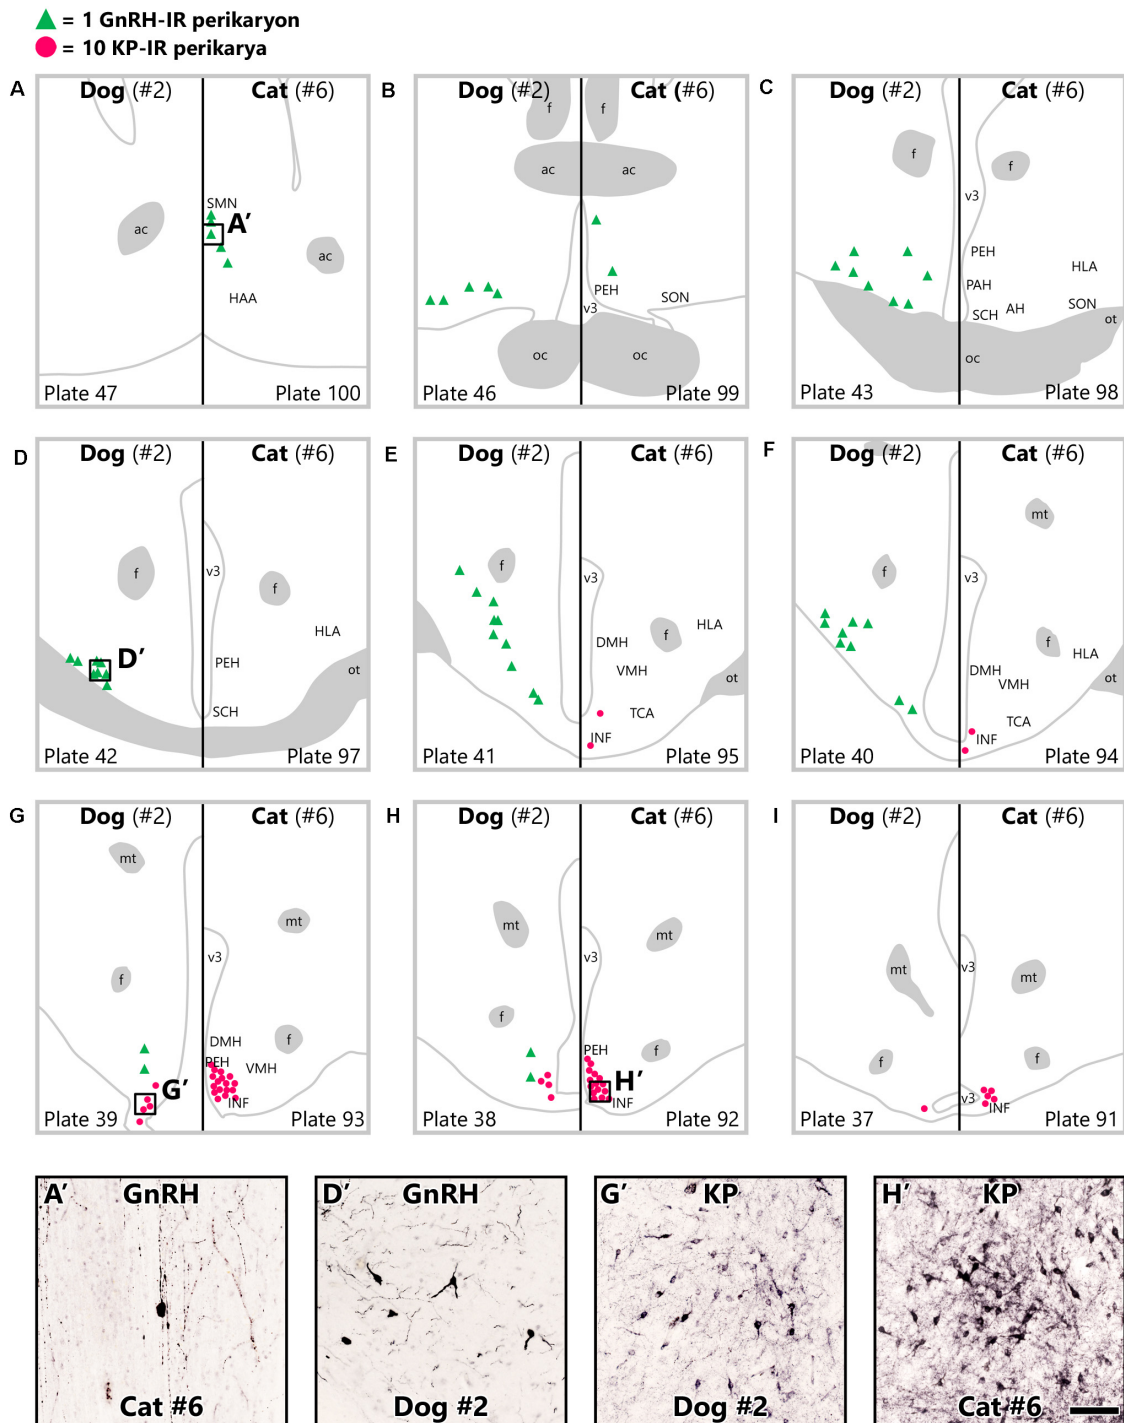 = 1 GnRH-IR perikaryon
= 10 KP-IR perikarya
A
Dog (#2)
Cat (#6)
SMN
A′
ac
ac
HAA
Plate 47
Plate 100
B
Dog (#2)
Cat (#6)
f
f
ac
ac
PEH
SON
v3
oc
oc
Plate 46
Plate 99
C
Dog (#2)
Cat (#6)
f
f
v3
PEH
HLA
PAH
SON
SCH
AH
ot
oc
Plate 43
Plate 98
D
Dog (#2)
Cat (#6)
f
v3
f
HLA
D′
PEH
ot
SCH
Plate 42
Plate 97
E
Dog (#2)
Cat (#6)
f
v3
HLA
DMH
f
VMH
ot
TCA
INF
Plate 41
Plate 95
F
Dog (#2)
Cat (#6)
mt
f
v3
f
HLA
DMH
VMH
ot
TCA
INF
Plate 40
Plate 94
G
Dog (#2)
Cat (#6)
mt
mt
v3
f
DMH
f
PEH
VMH
G′
INF
Plate 39
Plate 93
H
Dog (#2)
Cat (#6)
mt
mt
v3
f
PEH
f
H′
INF
Plate 38
Plate 92
I
Dog (#2)
Cat (#6)
mt
v3
mt
f
f
v3
INF
Plate 37
Plate 91
A′
GnRH
Cat #6
D′
GnRH
Dog #2
G′
KP
Dog #2
H′
KP
Cat #6